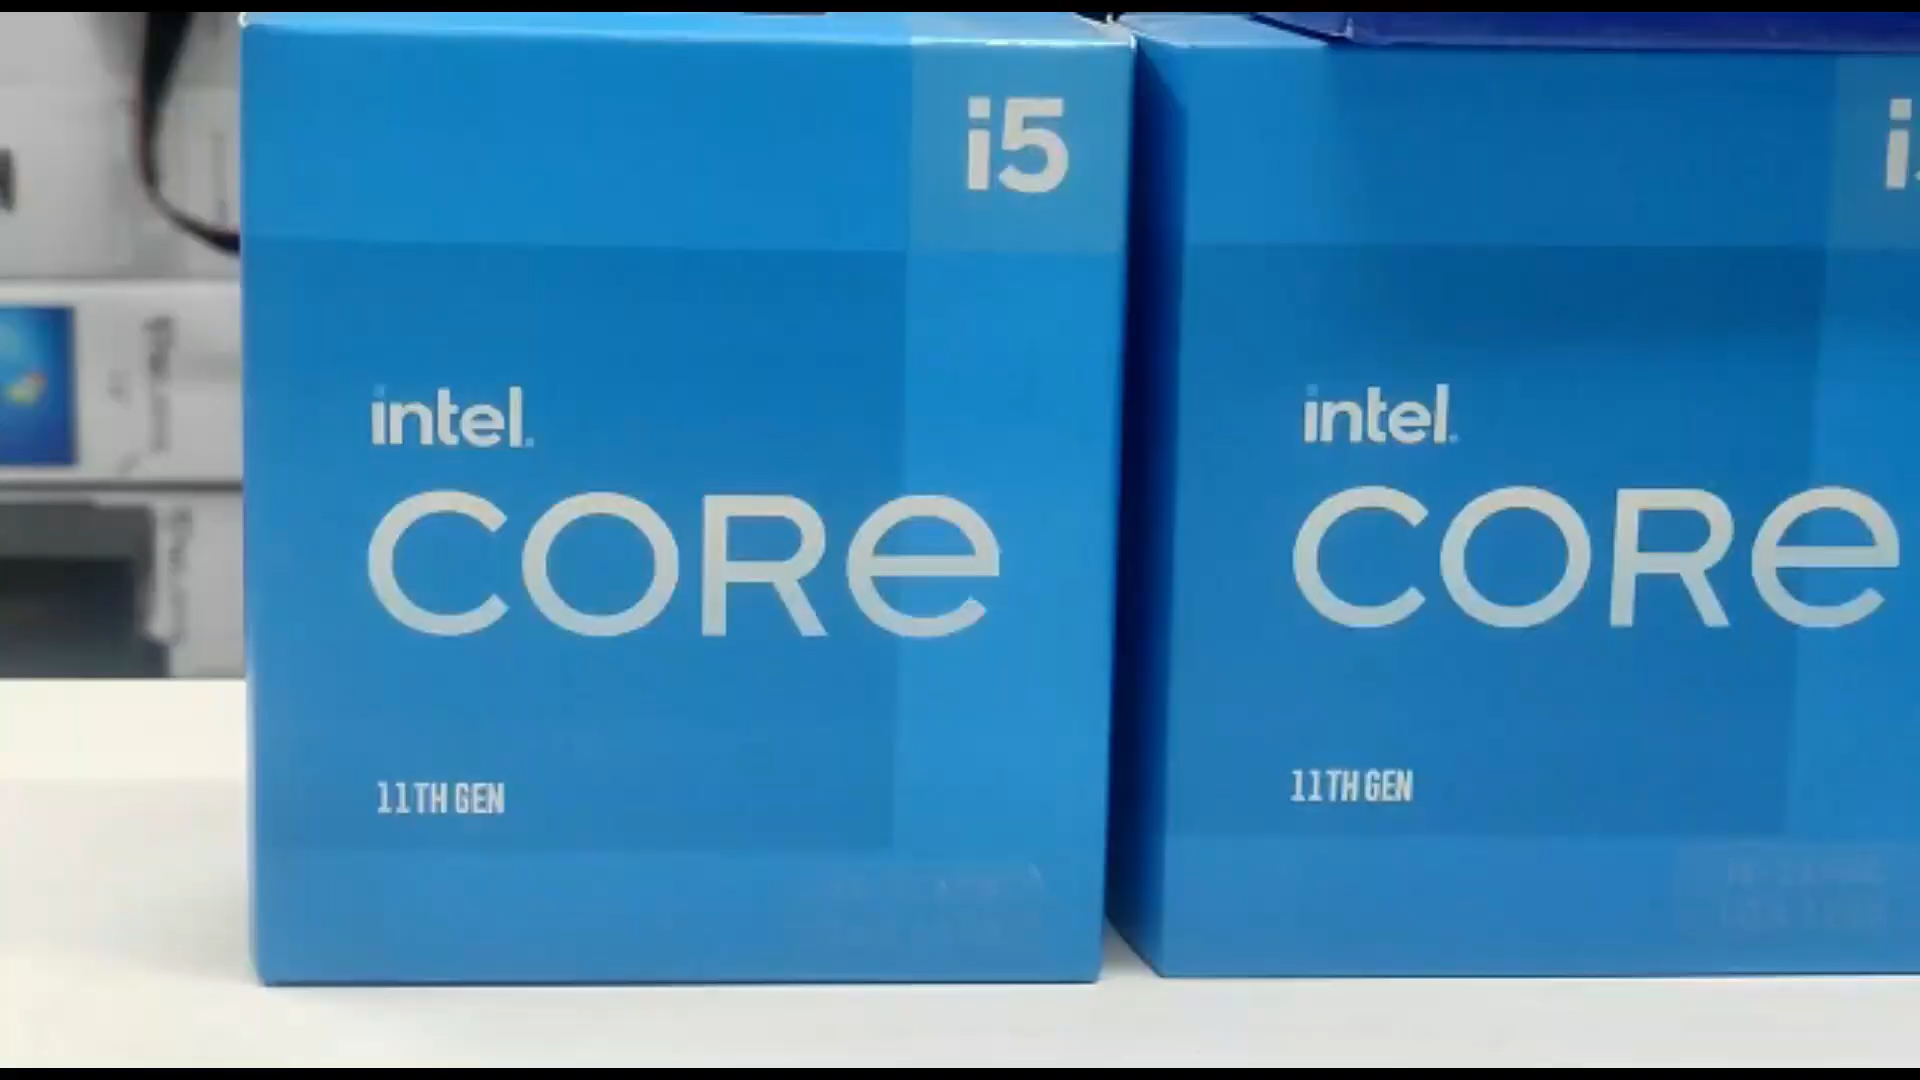 i5
intel.
CORE
11TH GEN
i
intel.
CORE
11TH GEN